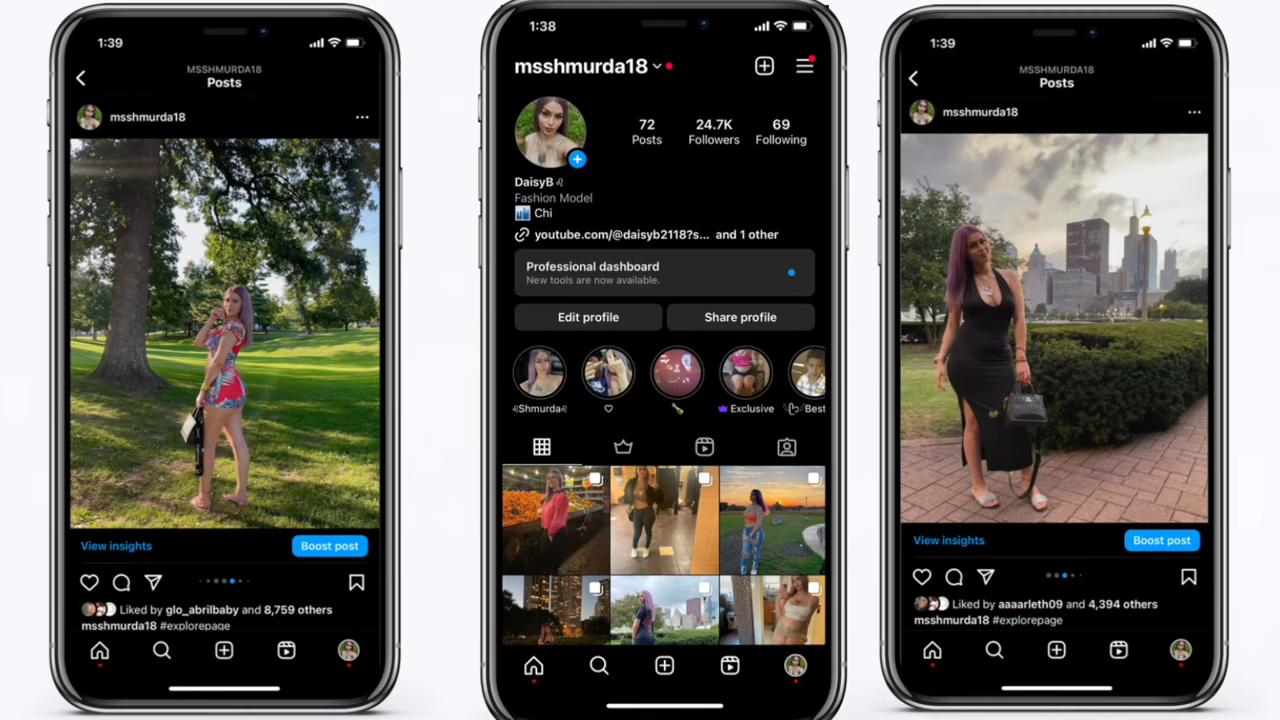 1:39
MSSHMURDA18
Posts
msshmurda18
View insights
Boost post
Liked by glo_abrilbaby and 8,759 others
msshmurda18 #explorepage
1:38
msshmurda18
72
24.7K
69
Posts
Followers
Following
DaisyB ♌
Fashion Model
Chi
youtube.com/@daisyb2118?s... and 1 other
Professional dashboard
New tools are now available.
Edit profile
Share profile
♌Shmurda♌
Exclusive
Best
1:39
MSSHMURDA18
Posts
msshmurda18
View insights
Boost post
Liked by aaaarleth09 and 4,394 others
msshmurda18 #explorepage